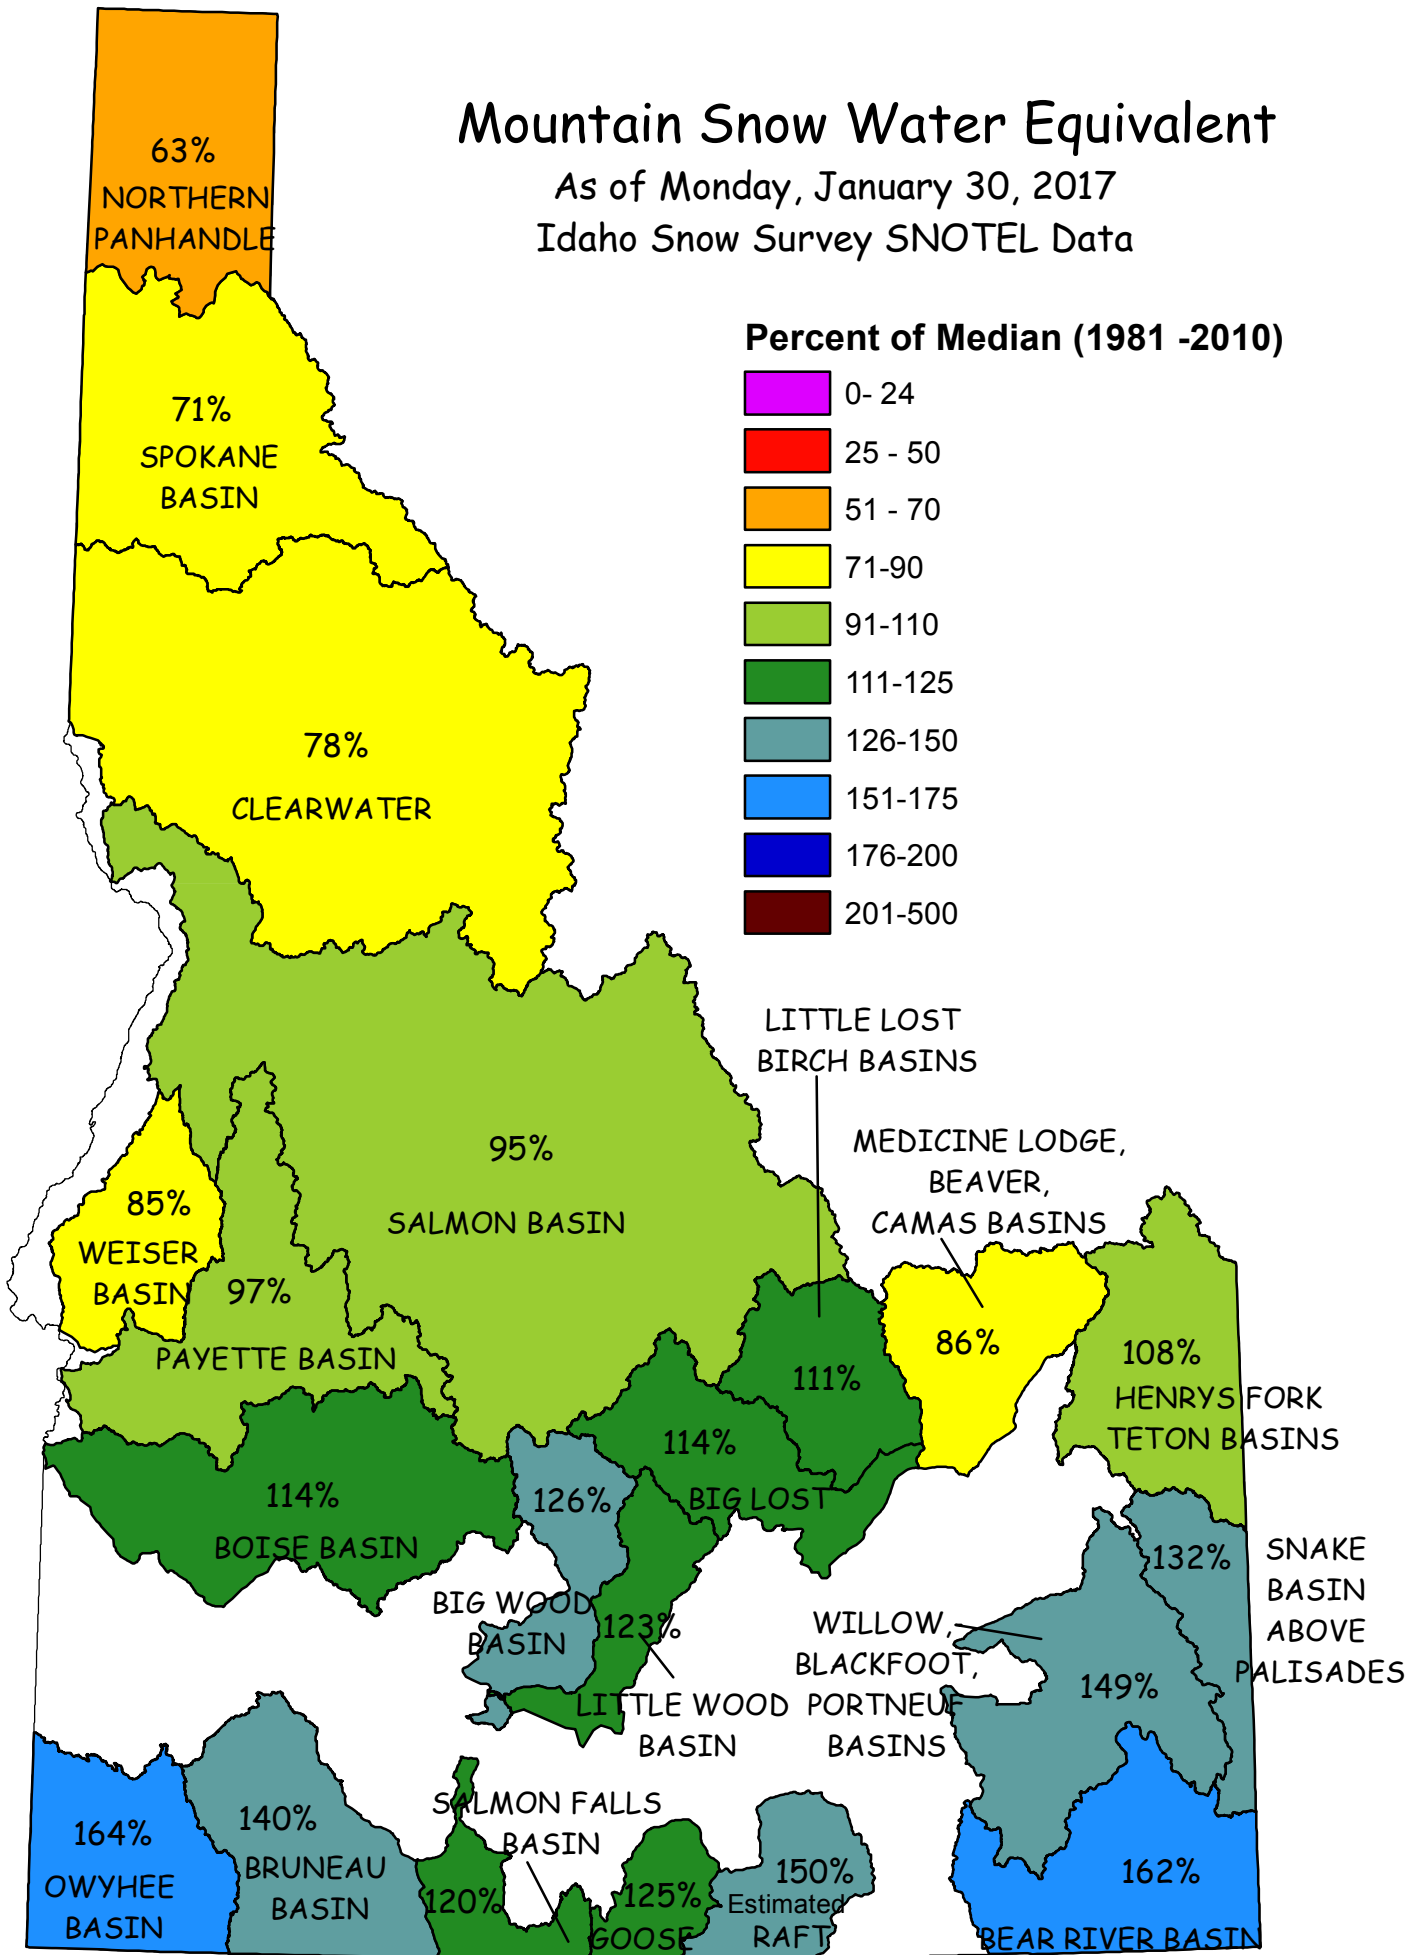 Mountain Snow Water Equivalent
As of Monday, January 30, 2017
Idaho Snow Survey SNOTEL Data
Percent of Median (1981 -2010)
0- 24
25 - 50
51 - 70
71-90
91-110
111-125
126-150
151-175
176-200
201-500
63%
NORTHERN
PANHANDLE
71%
SPOKANE
BASIN
78%
CLEARWATER
95%
SALMON BASIN
LITTLE LOST
BIRCH BASINS
111%
MEDICINE LODGE,
BEAVER,
CAMAS BASINS
86%
85%
WEISER
BASIN
97%
PAYETTE BASIN
108%
HENRYS FORK
TETON BASINS
114%
BIG LOST
114%
BOISE BASIN
126%
BIG WOOD
BASIN
123%
LITTLE WOOD
BASIN
132%
SNAKE
BASIN
ABOVE
PALISADES
WILLOW,
BLACKFOOT,
PORTNEUF
BASINS
149%
164%
OWYHEE
BASIN
140%
BRUNEAU
BASIN
SALMON FALLS
BASIN
120%
125%
GOOSE
150%
Estimated
RAFT
162%
BEAR RIVER BASIN